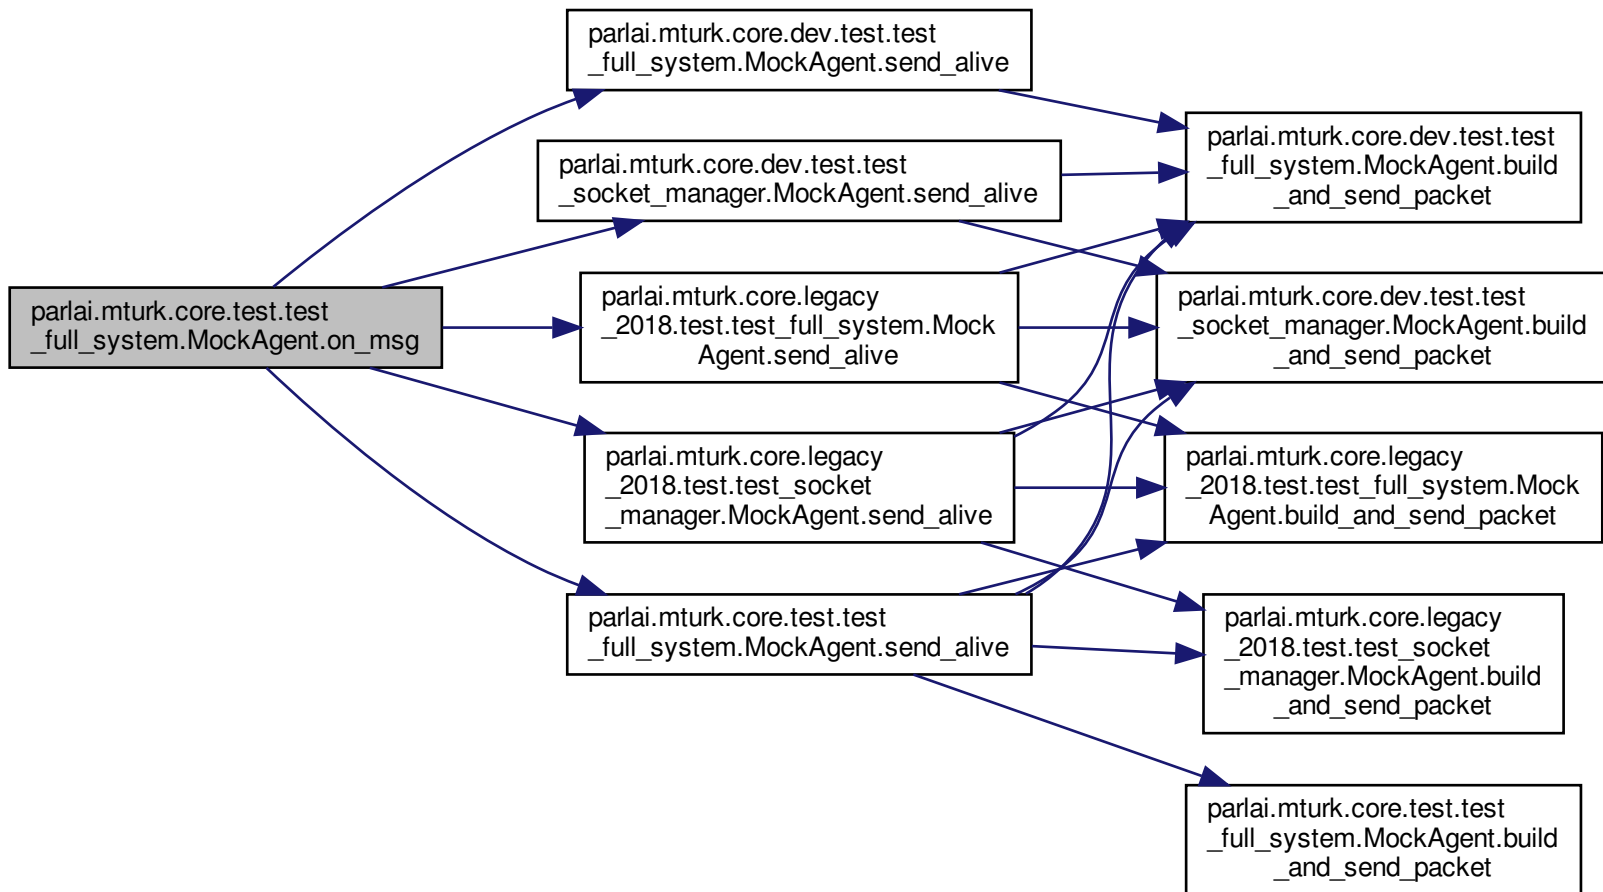 parlai.mturk.core.test.test
_full_system.MockAgent.on_msg
parlai.mturk.core.dev.test.test
_full_system.MockAgent.send_alive
parlai.mturk.core.dev.test.test
_socket_manager.MockAgent.send_alive
parlai.mturk.core.legacy
_2018.test.test_full_system.Mock
Agent.send_alive
parlai.mturk.core.legacy
_2018.test.test_socket
_manager.MockAgent.send_alive
parlai.mturk.core.test.test
_full_system.MockAgent.send_alive
parlai.mturk.core.dev.test.test
_full_system.MockAgent.build
_and_send_packet
parlai.mturk.core.dev.test.test
_socket_manager.MockAgent.build
_and_send_packet
parlai.mturk.core.legacy
_2018.test.test_full_system.Mock
Agent.build_and_send_packet
parlai.mturk.core.legacy
_2018.test.test_socket
_manager.MockAgent.build
_and_send_packet
parlai.mturk.core.test.test
_full_system.MockAgent.build
_and_send_packet